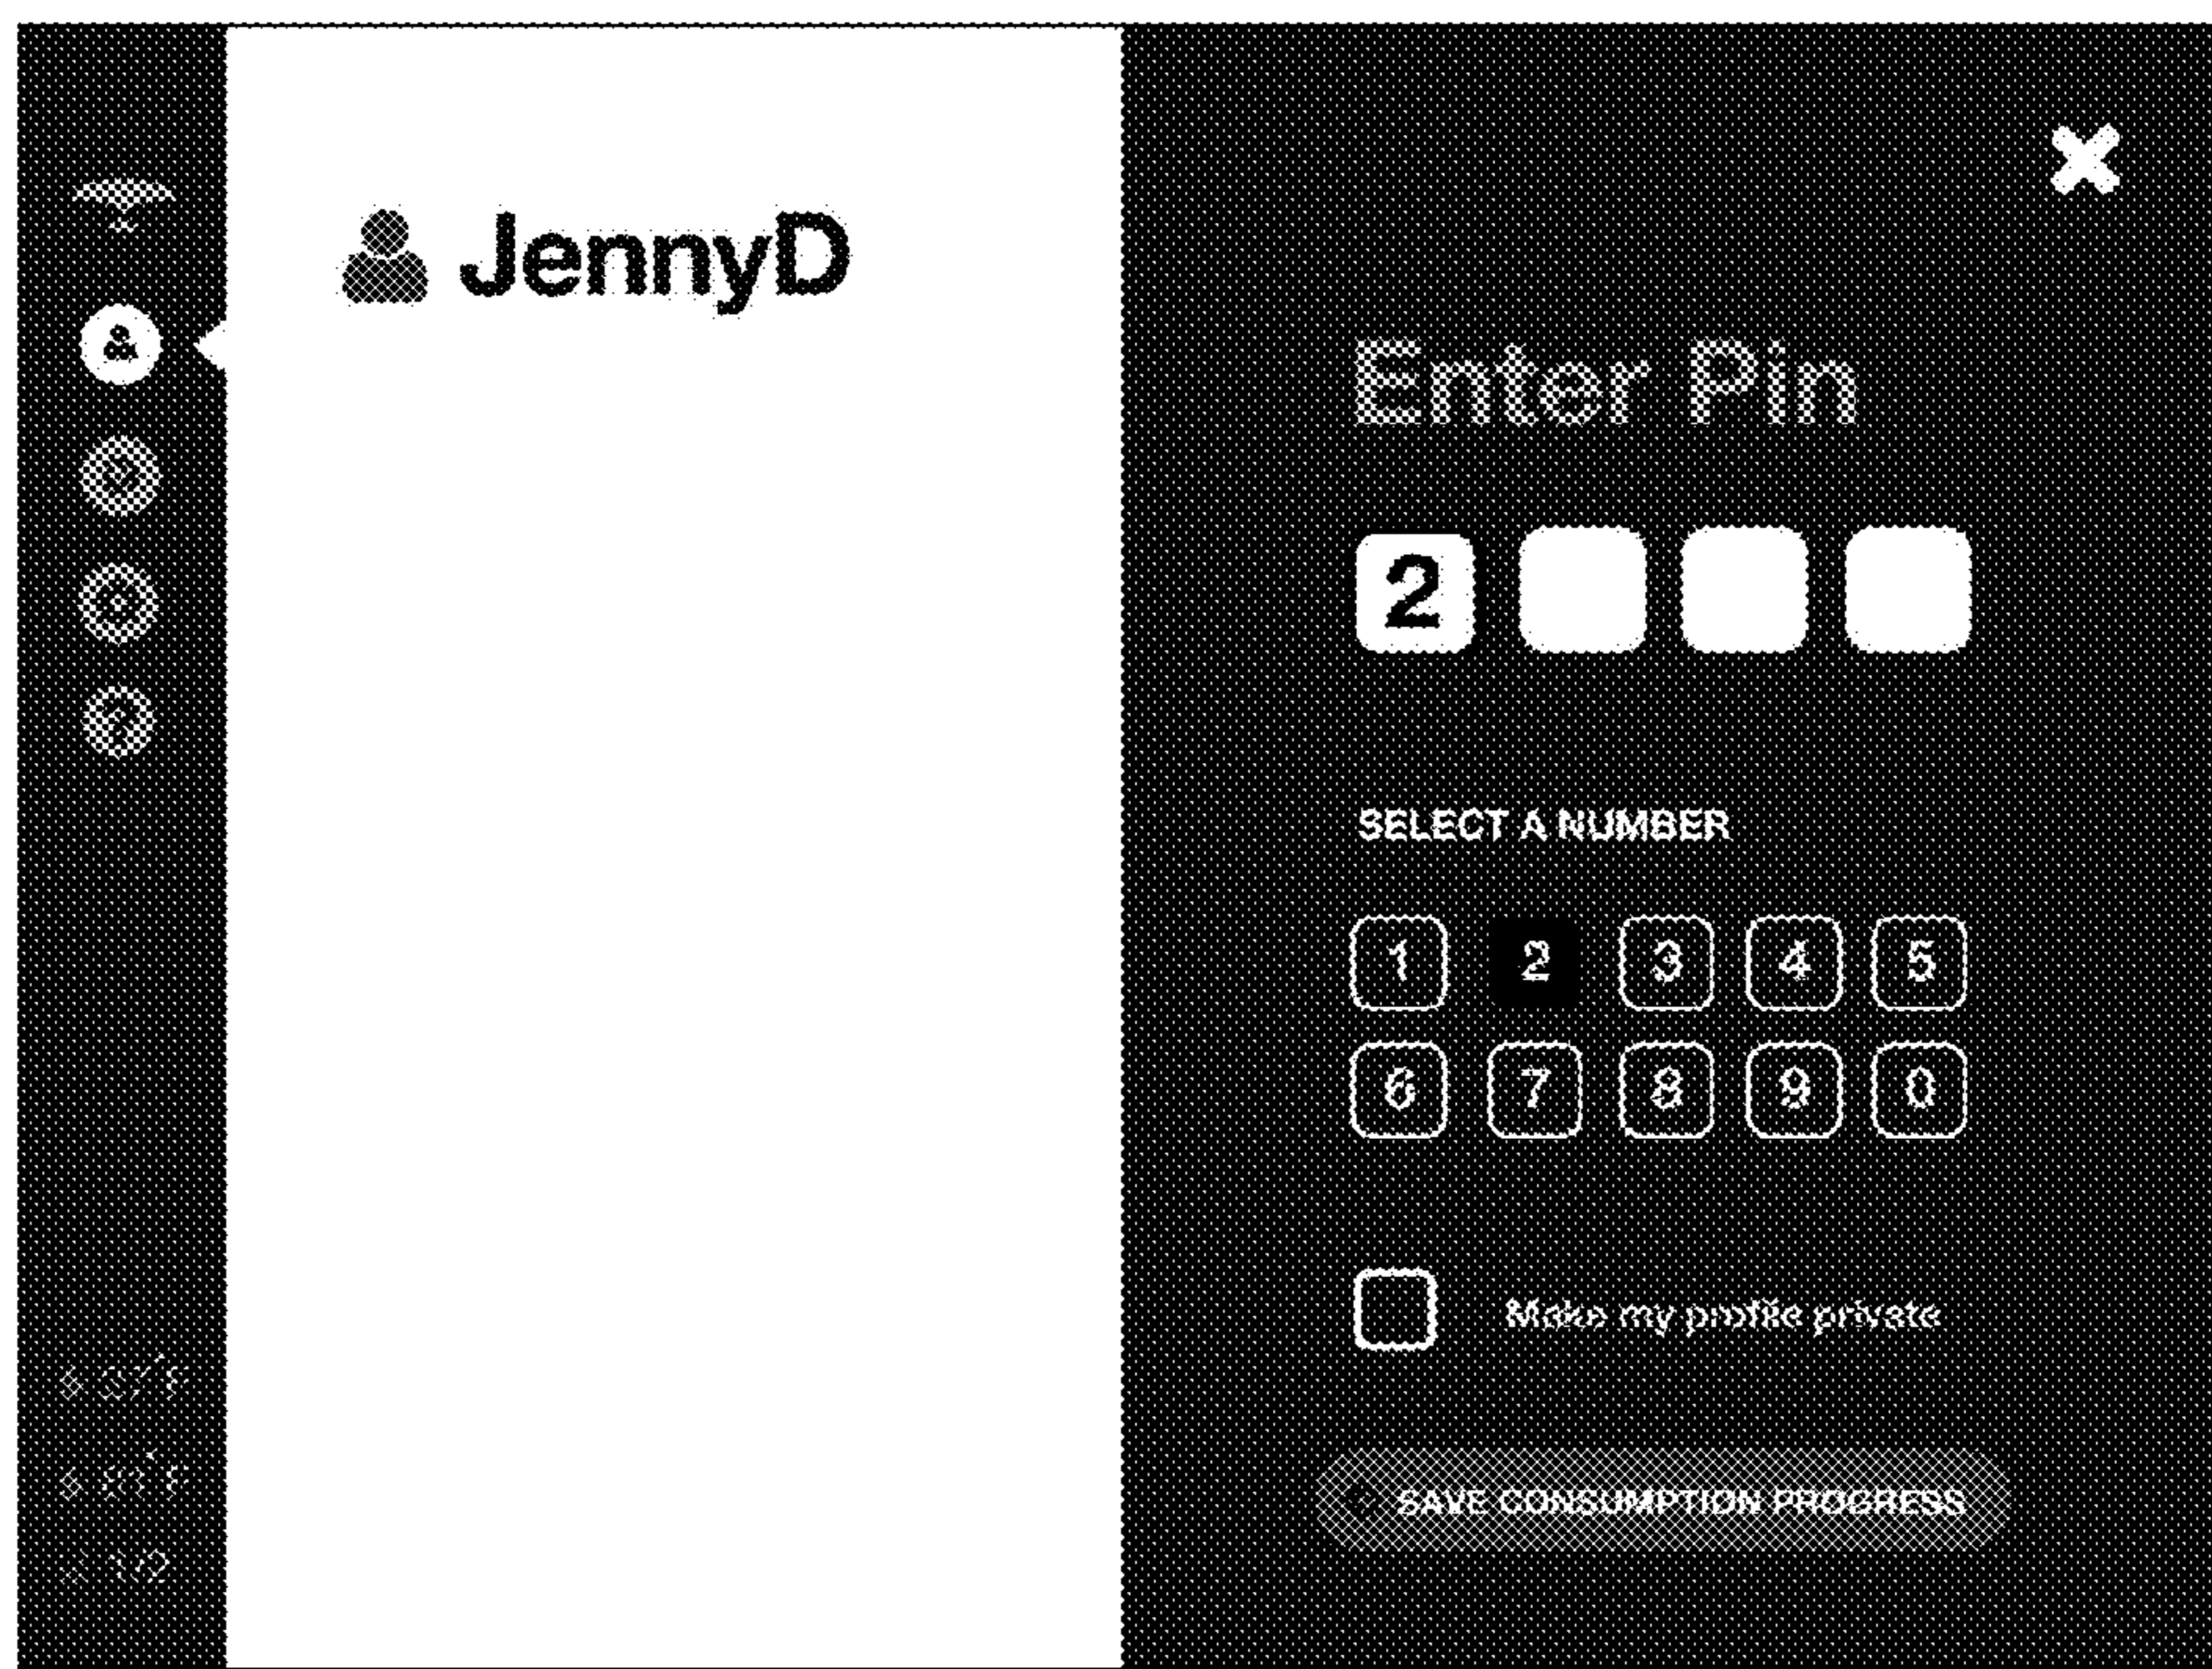 JennyD
Enter Pin
2
SELECT A NUMBER
1 2 3 4 5
6 7 8 9 0
Make my profile private
SAVE CONSUMPTION PROGRESS